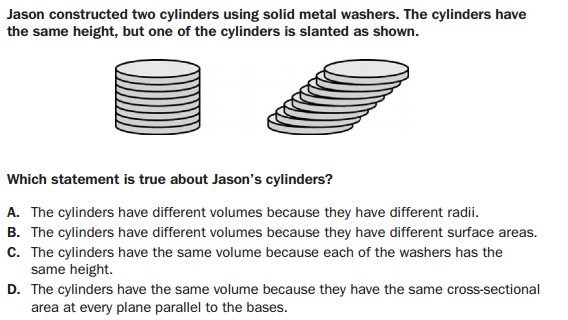 Jason constructed two cylinders using solid metal washers. The cylinders have
the same height, but one of the cylinders is slanted as shown.
Which statement is true about Jason's cylinders?
A. The cylinders have different volumes because they have different radii.
B. The cylinders have different volumes because they have different surface areas.
C. The cylinders have the same volume because each of the washers has the
same height.
D. The cylinders have the same volume because they have the same cross-sectional
area at every plane parallel to the bases.